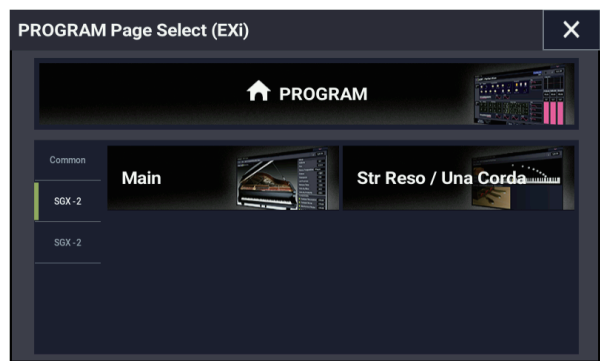 PROGRAM Page Select (EXi)
PROGRAM
Common
SGX-2
SGX-2
Main
Str Reso / Una Corda